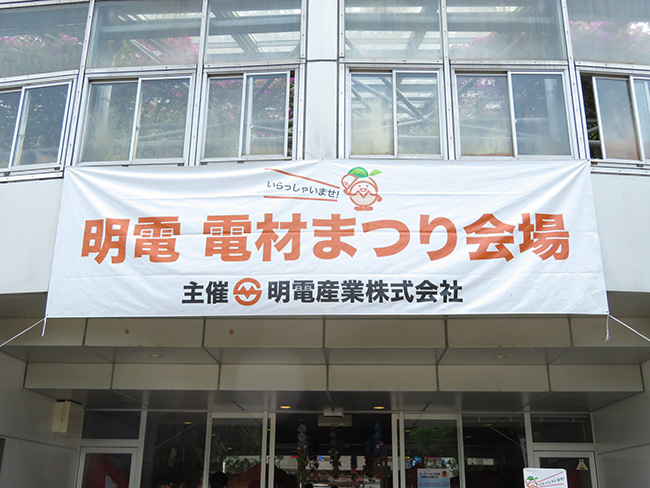 いらっしゃいませ!
明電 電材まつり会場
主催 明電産業株式会社